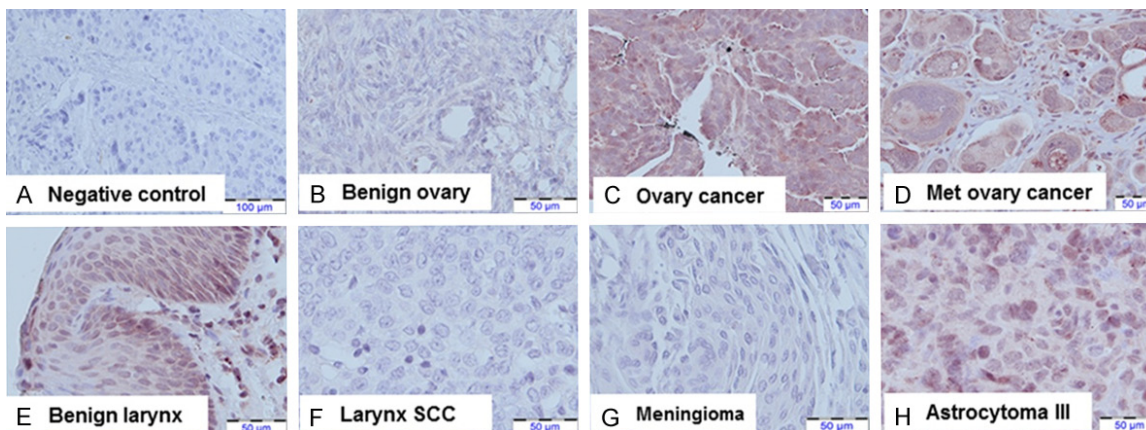 A Negative control
100 µm
B Benign ovary
50 µm
C Ovary cancer
50 µm
D Met ovary cancer
50 µm
E Benign larynx
50 µm
F Larynx SCC
50 µm
G Meningioma
50 µm
H Astrocytoma III
50 µm